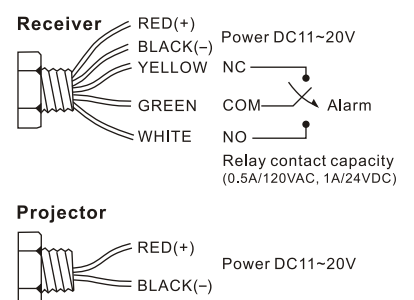 Receiver
RED(+)
BLACK(–)
Power DC11~20V
YELLOW NC
GREEN COM Alarm
WHITE NO
Relay contact capacity
(0.5A/120VAC, 1A/24VDC)
Projector
RED(+)
BLACK(–)
Power DC11~20V